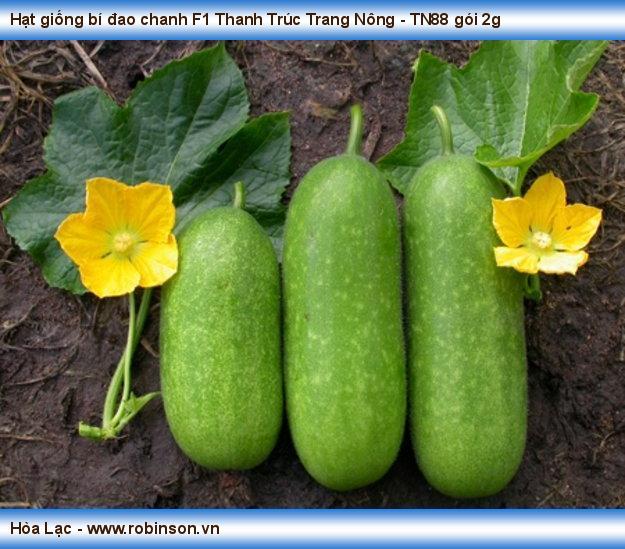 Hạt giống bí đao chanh F1 Thanh Trúc Trang Nông - TN88 gói 2g
Hòa Lạc - www.robinson.vn